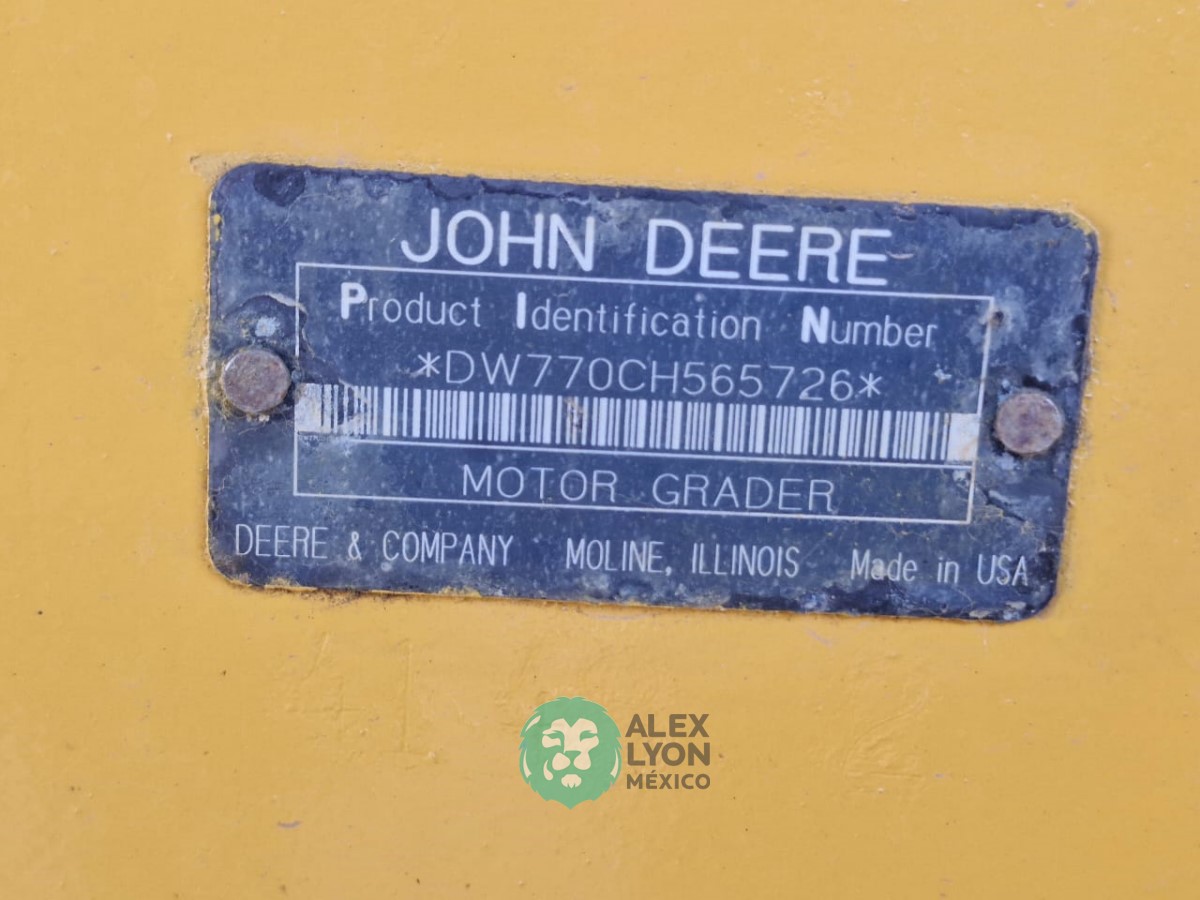 JOHN DEERE
Product Identification Number
*DW770CH565726*
MOTOR GRADER
DEERE & COMPANY MOLINE, ILLINOIS Made in USA
ALEX
LYON
MÉXICO